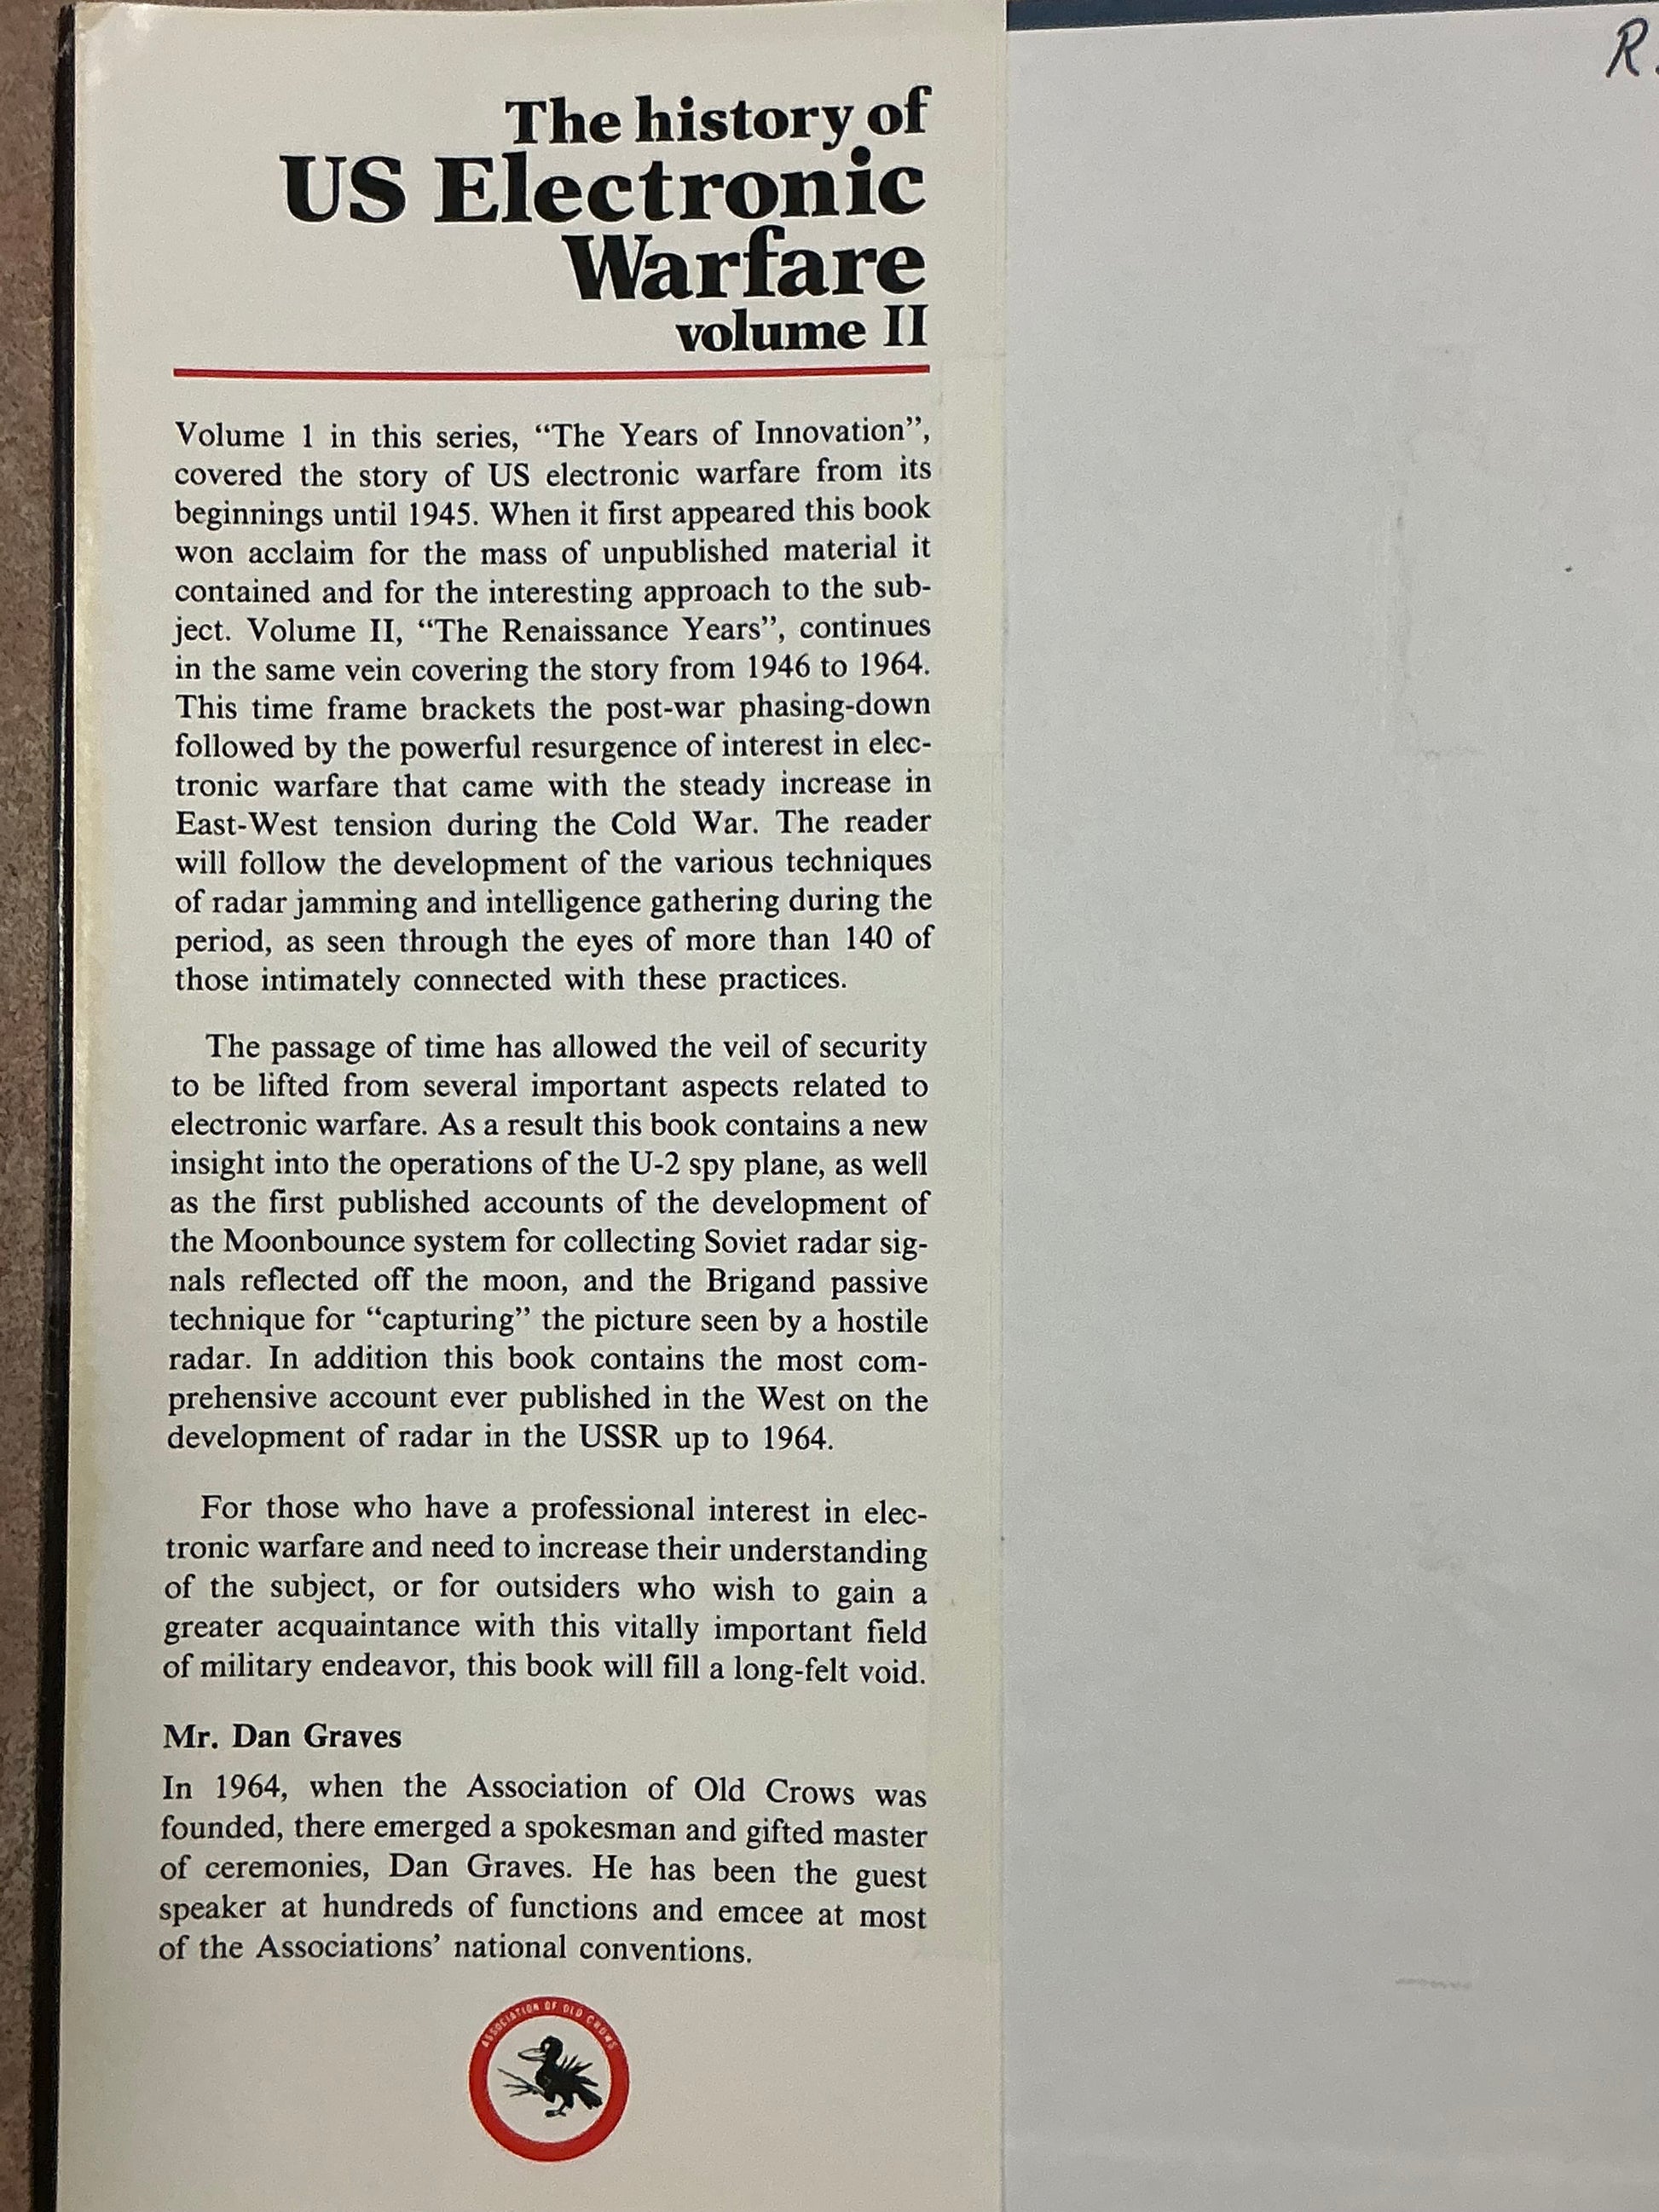 The history of
US Electronic
Warfare
volume II
Volume 1 in this series, “The Years of Innovation”,
covered the story of US electronic warfare from its
beginnings until 1945. When it first appeared this book
won acclaim for the mass of unpublished material it
contained and for the interesting approach to the sub-
ject. Volume II, “The Renaissance Years”, continues
in the same vein covering the story from 1946 to 1964.
This time frame brackets the post-war phasing-down
followed by the powerful resurgence of interest in elec-
tronic warfare that came with the steady increase in
East-West tension during the Cold War. The reader
will follow the development of the various techniques
of radar jamming and intelligence gathering during the
period, as seen through the eyes of more than 140 of
those intimately connected with these practices.
The passage of time has allowed the veil of security
to be lifted from several important aspects related to
electronic warfare. As a result this book contains a new
insight into the operations of the U-2 spy plane, as well
as the first published accounts of the development of
the Moonbounce system for collecting Soviet radar sig-
nals reflected off the moon, and the Brigand passive
technique for “capturing” the picture seen by a hostile
radar. In addition this book contains the most com-
prehensive account ever published in the West on the
development of radar in the USSR up to 1964.
For those who have a professional interest in elec-
tronic warfare and need to increase their understanding
of the subject, or for outsiders who wish to gain a
greater acquaintance with this vitally important field
of military endeavor, this book will fill a long-felt void.
Mr. Dan Graves
In 1964, when the Association of Old Crows was
founded, there emerged a spokesman and gifted master
of ceremonies, Dan Graves. He has been the guest
speaker at hundreds of functions and emcee at most
of the Associations’ national conventions.
ASSOCIATION OF OLD CROWS
R.